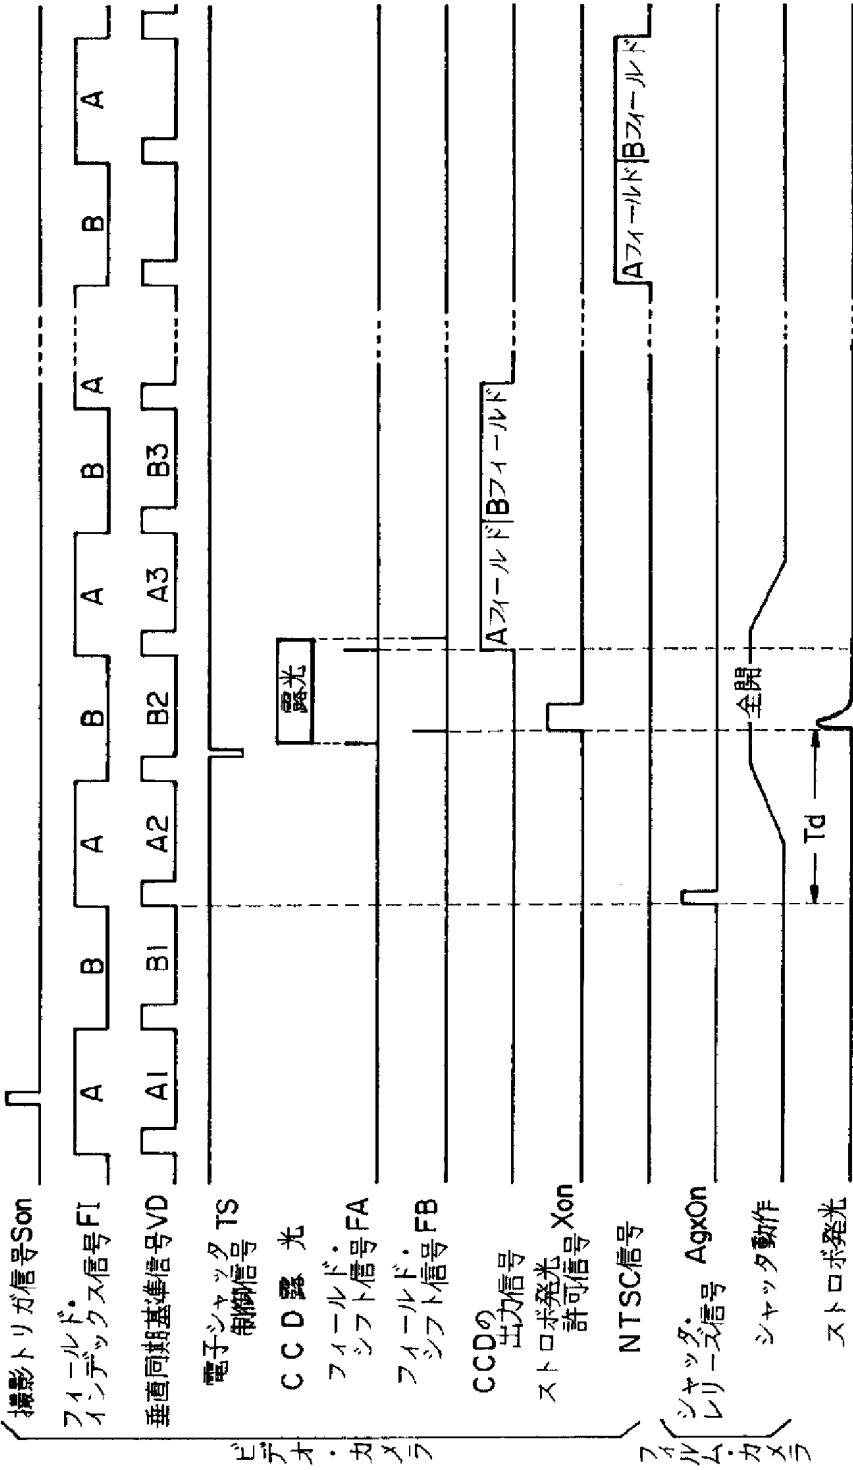 撮影トリガ信号Son
フィールド・
インデックス信号FI
A
B
A
B
A
B
A
B
A
垂直同期基準信号VD
A1
B1
A2
B2
A3
B3
電子シャッタ
制御信号 TS
CCD露光
露光
フィールド・
シフト信号FA
フィールド・
シフト信号FB
CCDの
出力信号
Aフィールド
Bフィールド
ストロボ発光
許可信号 Xon
NTSC信号
Aフィールド
Bフィールド
ビデオ・カメラ
シャッタ・
レリーズ信号 AgxOn
シャッタ動作
全開
ストロボ発光
Td
フィルム・カメラ